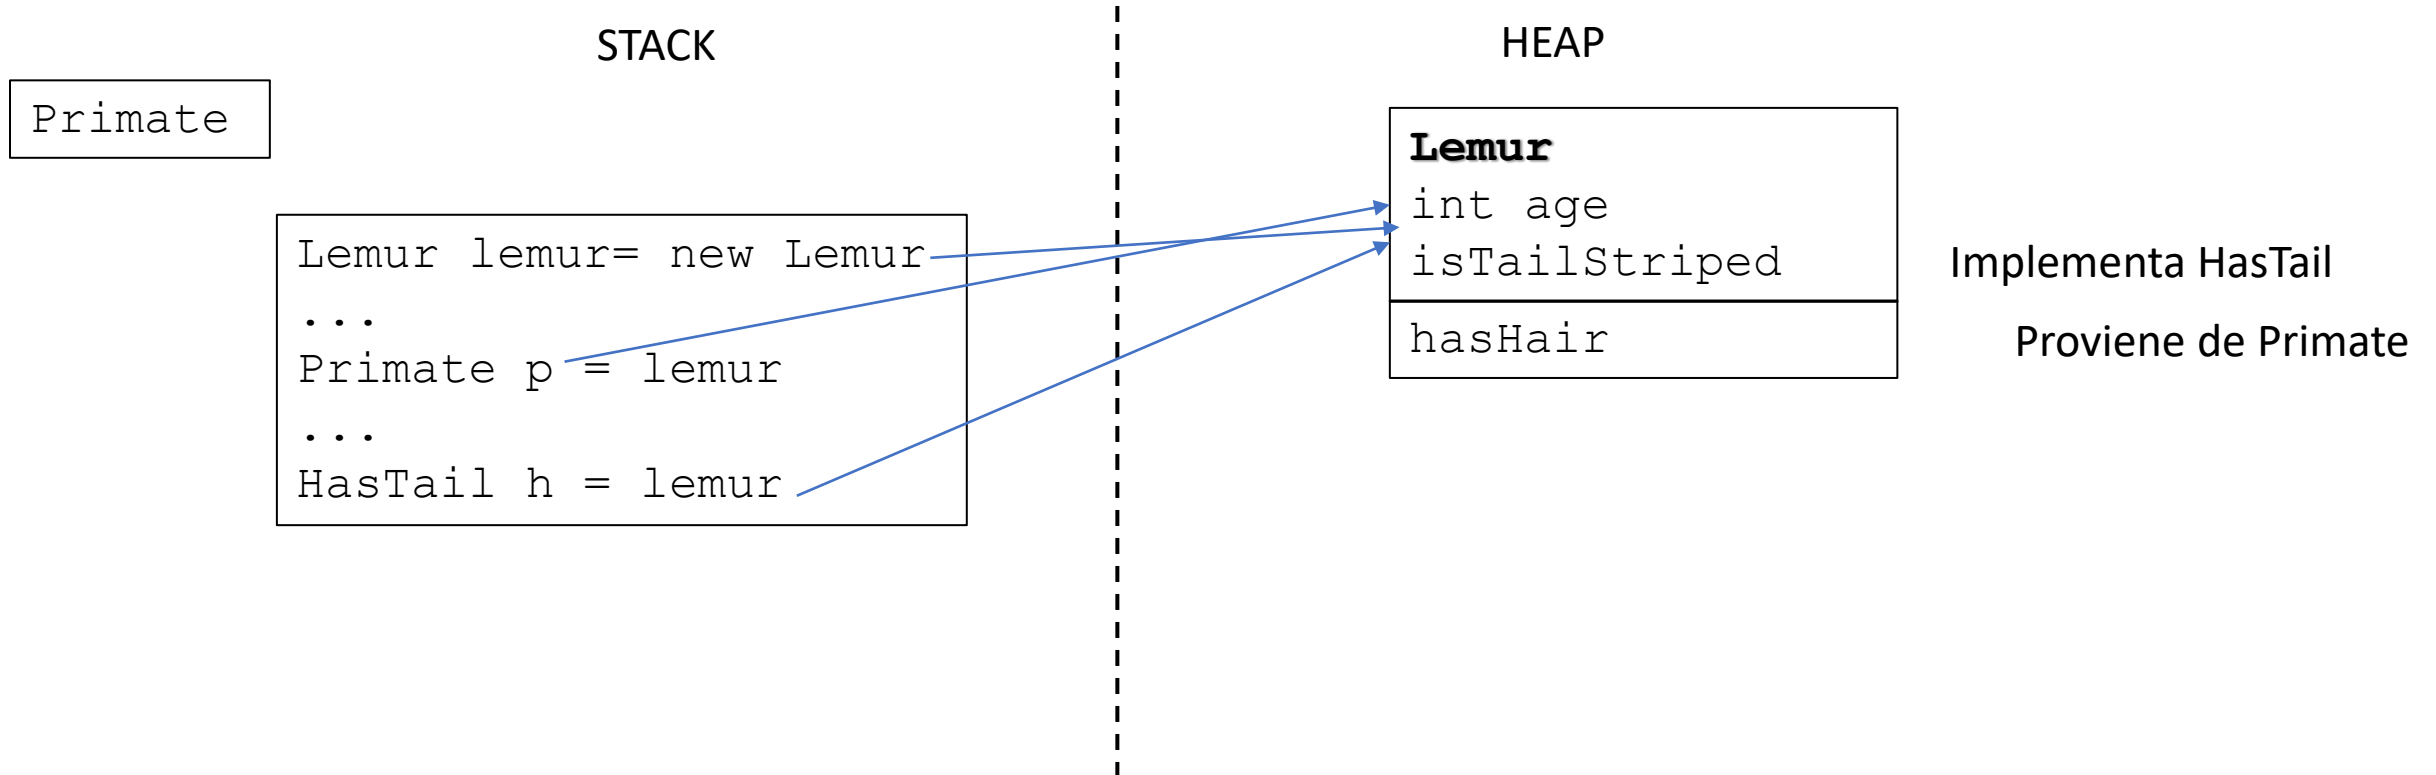 STACK
HEAP
Primate
Lemur lemur= new Lemur
...
Primate p = lemur
...
HasTail h = lemur
Lemur
int age
isTailStriped
hasHair
Implementa HasTail
Proviene de Primate